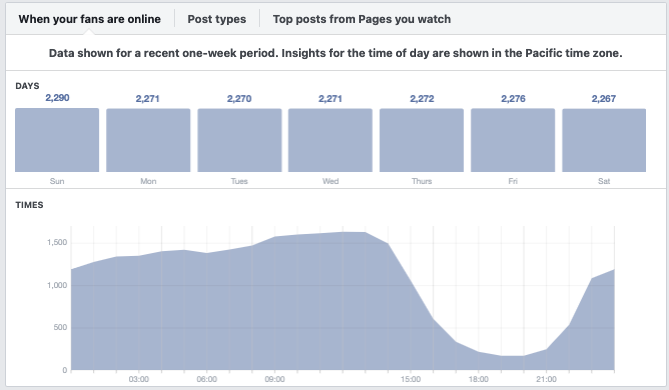 When your fans are online Post types Top posts from Pages you watch
Data shown for a recent one-week period. Insights for the time of day are shown in the Pacific time zone.
DAYS
2,290 2,271 2,270 2,271 2,272 2,276 2,267
Sun Mon Tues Wed Thurs Fri Sat
TIMES
1,500
1,000
500
0
03:00 06:00 09:00 15:00 18:00 21:00